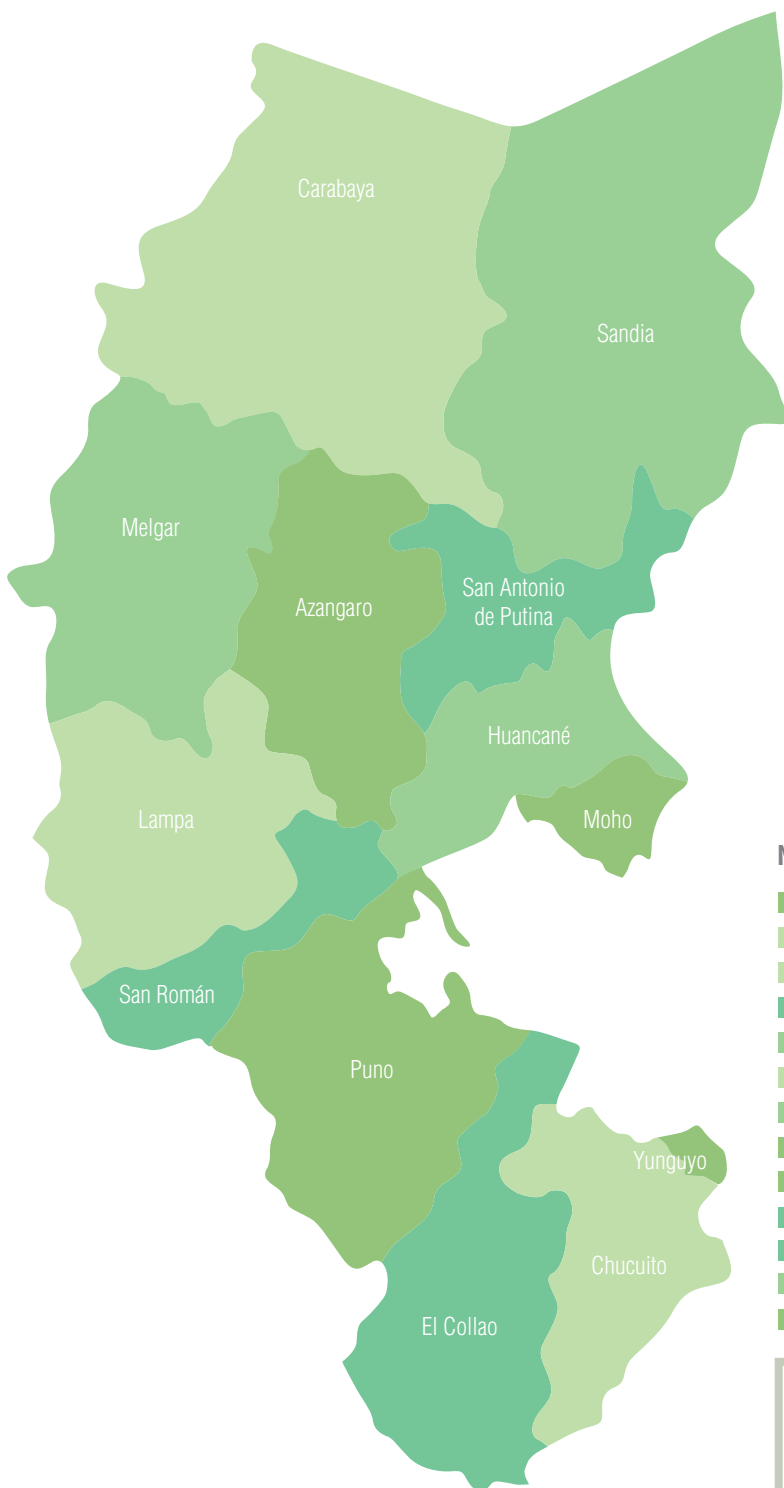 Carabaya
Sandia
Melgar
Azangaro
San Antonio
de Putina
Huancané
Lampa
Moho
San Román
Puno
Yunguyo
Chucuito
El Collao